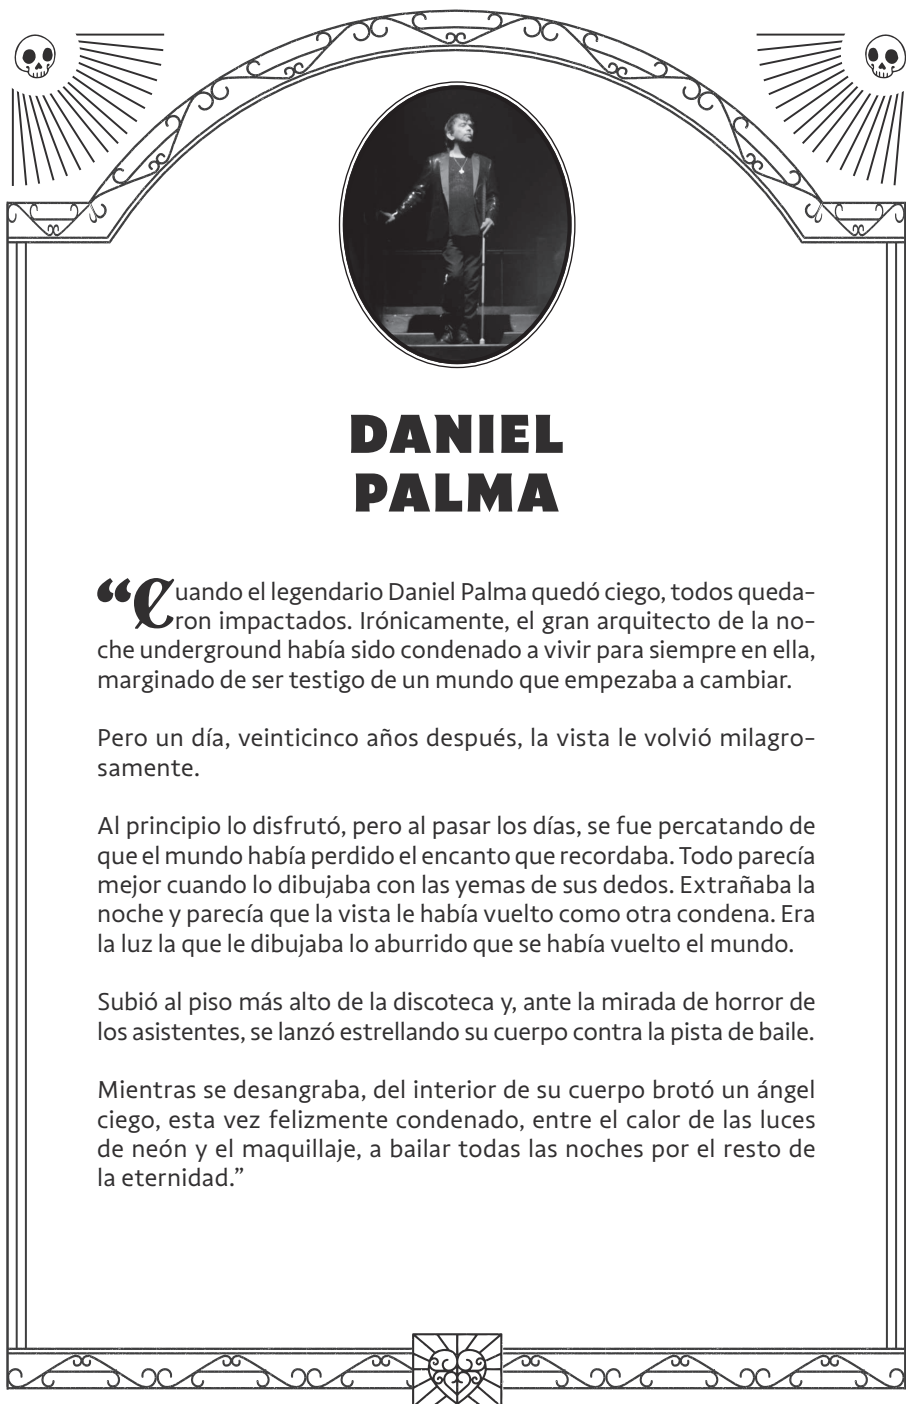 DANIEL
PALMA
“Cuando el legendario Daniel Palma quedó ciego, todos queda-
ron impactados. Irónicamente, el gran arquitecto de la no-
che underground había sido condenado a vivir para siempre en ella,
marginado de ser testigo de un mundo que empezaba a cambiar.
Pero un día, veinticinco años después, la vista le volvió milagro-
samente.
Al principio lo disfrutó, pero al pasar los días, se fue percatando de
que el mundo había perdido el encanto que recordaba. Todo parecía
mejor cuando lo dibujaba con las yemas de sus dedos. Extrañaba la
noche y parecía que la vista le había vuelto como otra condena. Era
la luz la que le dibujaba lo aburrido que se había vuelto el mundo.
Subió al piso más alto de la discoteca y, ante la mirada de horror de
los asistentes, se lanzó estrellando su cuerpo contra la pista de baile.
Mientras se desangraba, del interior de su cuerpo brotó un ángel
ciego, esta vez felizmente condenado, entre el calor de las luces
de neón y el maquillaje, a bailar todas las noches por el resto de
la eternidad.”